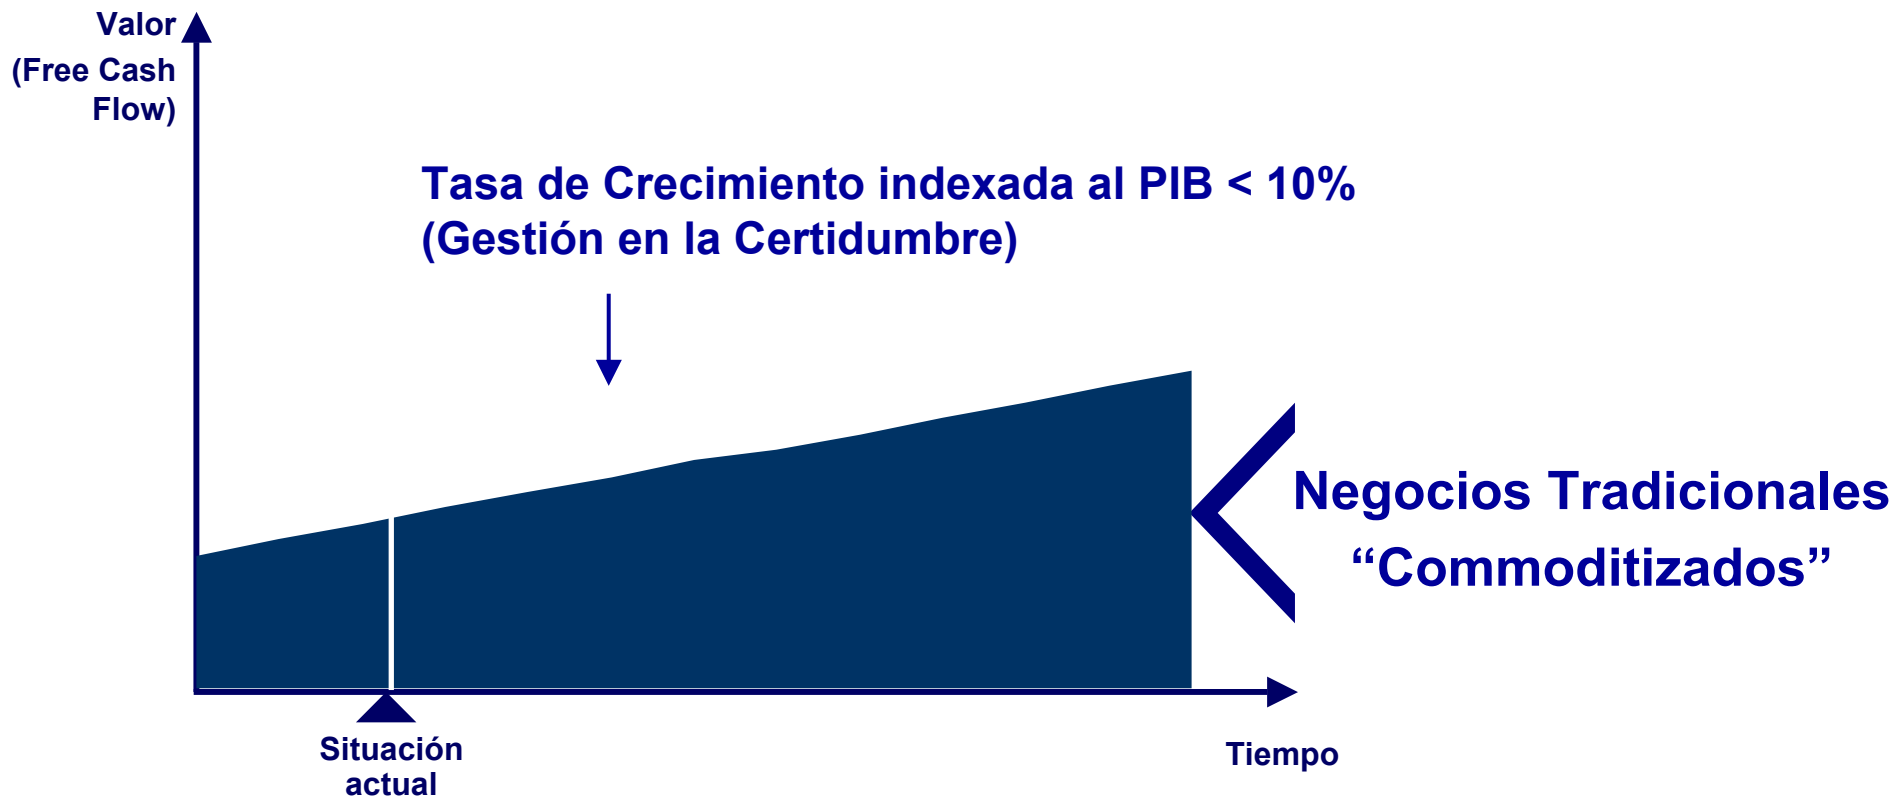 Valor
(Free Cash
Flow)
Tasa de Crecimiento indexada al PIB < 10%
(Gestión en la Certidumbre)
Negocios Tradicionales
“Commoditizados”
Situación
actual
Tiempo